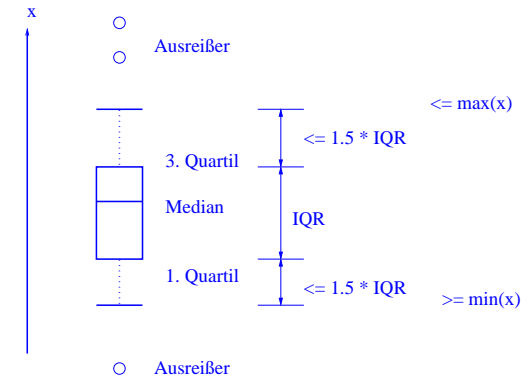 x
Ausreißer
<= max(x)
<= 1.5 * IQR
3. Quartil
Median
IQR
1. Quartil
<= 1.5 * IQR
>= min(x)
Ausreißer